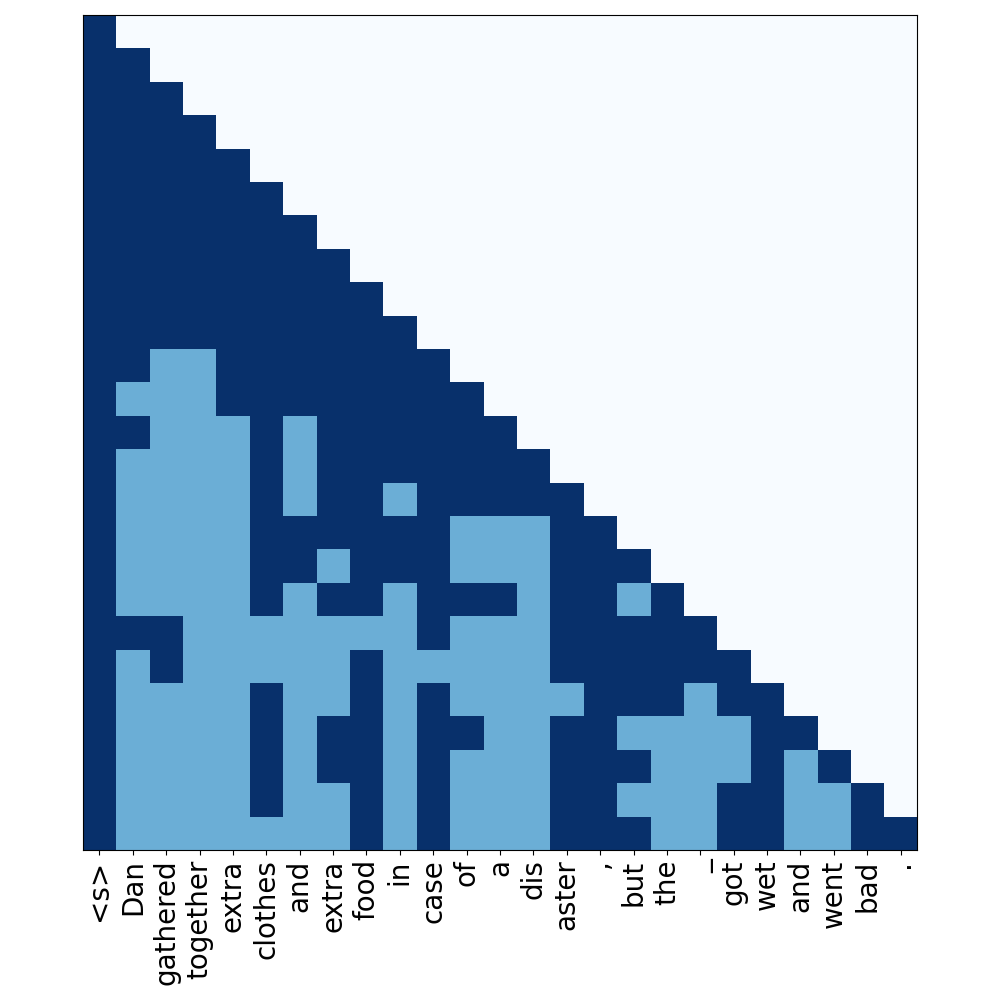 <s>
Dan
gathered
together
extra
clothes
and
extra
food
in
case
of
a
dis
aster
,
but
the
_
got
wet
and
went
bad
.